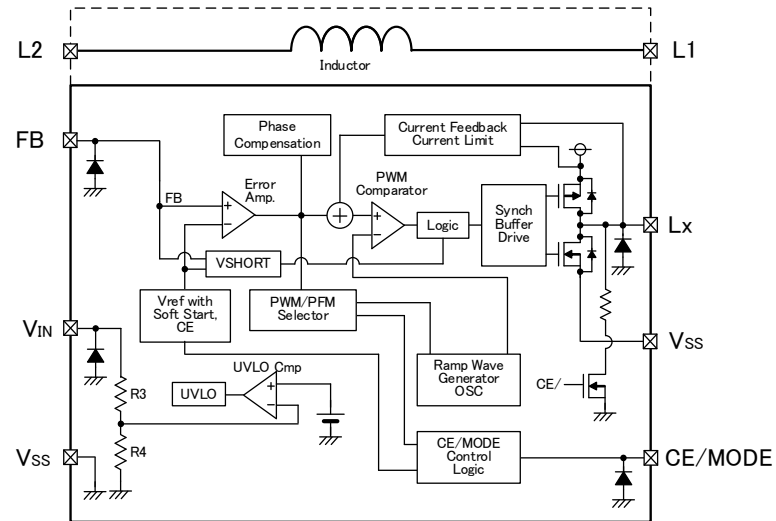 L2
L1
Inductor
FB
Phase
Compensation
Current Feedback
Current Limit
Error
Amp.
PWM
Comparator
FB
+
−
+
+
−
Logic
Synch
Buffer
Drive
Lx
VSHORT
Vref with
Soft Start,
CE
PWM/PFM
Selector
VIN
VSS
R3
UVLO Cmp
UVLO
+
−
Ramp Wave
Generator
OSC
CE/
R4
VSS
CE/MODE
Control
Logic
CE/MODE